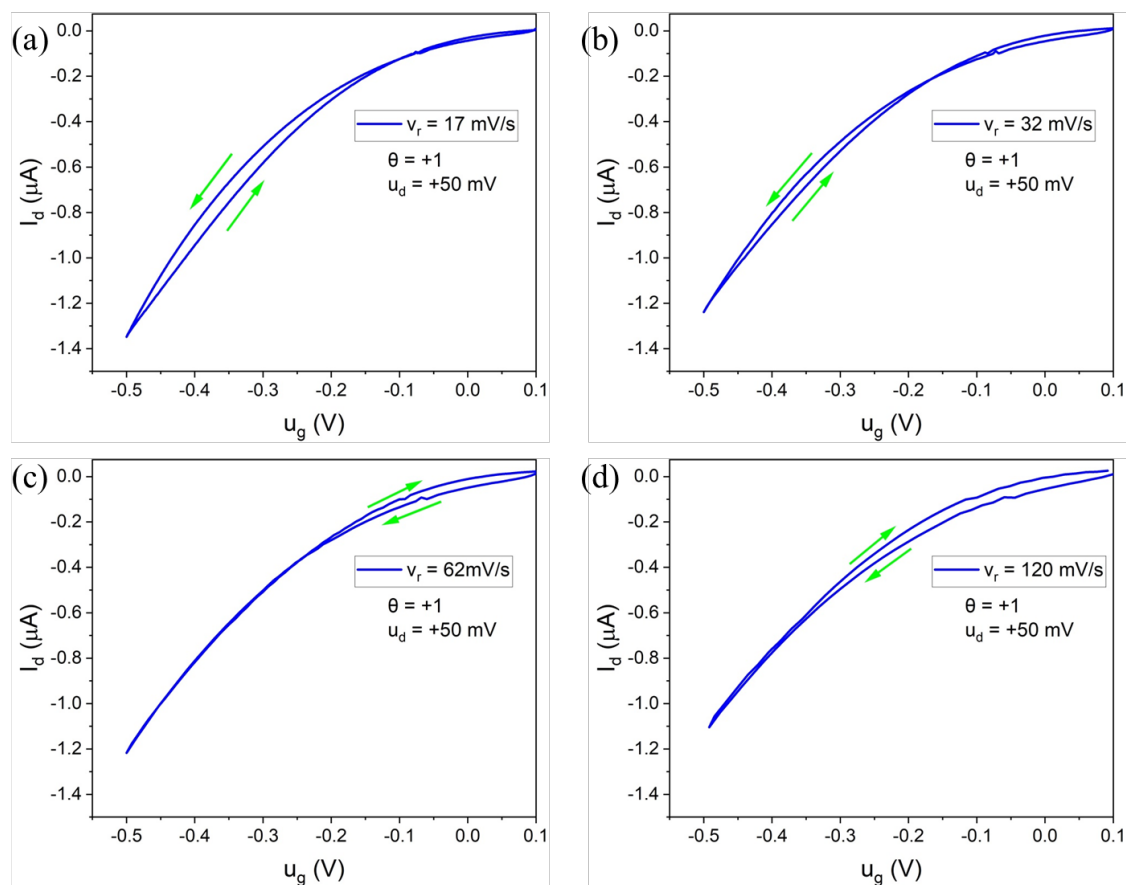 (a)
0.0
-0.2
-0.4
-0.6
-0.8
-1.0
-1.2
-1.4
I_d (μA)
v_r = 17 mV/s
θ = +1
u_d = +50 mV
-0.5 -0.4 -0.3 -0.2 -0.1 0.0 0.1
u_g (V)
(b)
0.0
-0.2
-0.4
-0.6
-0.8
-1.0
-1.2
-1.4
I_d (μA)
v_r = 32 mV/s
θ = +1
u_d = +50 mV
-0.5 -0.4 -0.3 -0.2 -0.1 0.0 0.1
u_g (V)
(c)
0.0
-0.2
-0.4
-0.6
-0.8
-1.0
-1.2
-1.4
I_d (μA)
v_r = 62mV/s
θ = +1
u_d = +50 mV
-0.5 -0.4 -0.3 -0.2 -0.1 0.0 0.1
u_g (V)
(d)
0.0
-0.2
-0.4
-0.6
-0.8
-1.0
-1.2
-1.4
I_d (μA)
v_r = 120 mV/s
θ = +1
u_d = +50 mV
-0.5 -0.4 -0.3 -0.2 -0.1 0.0 0.1
u_g (V)